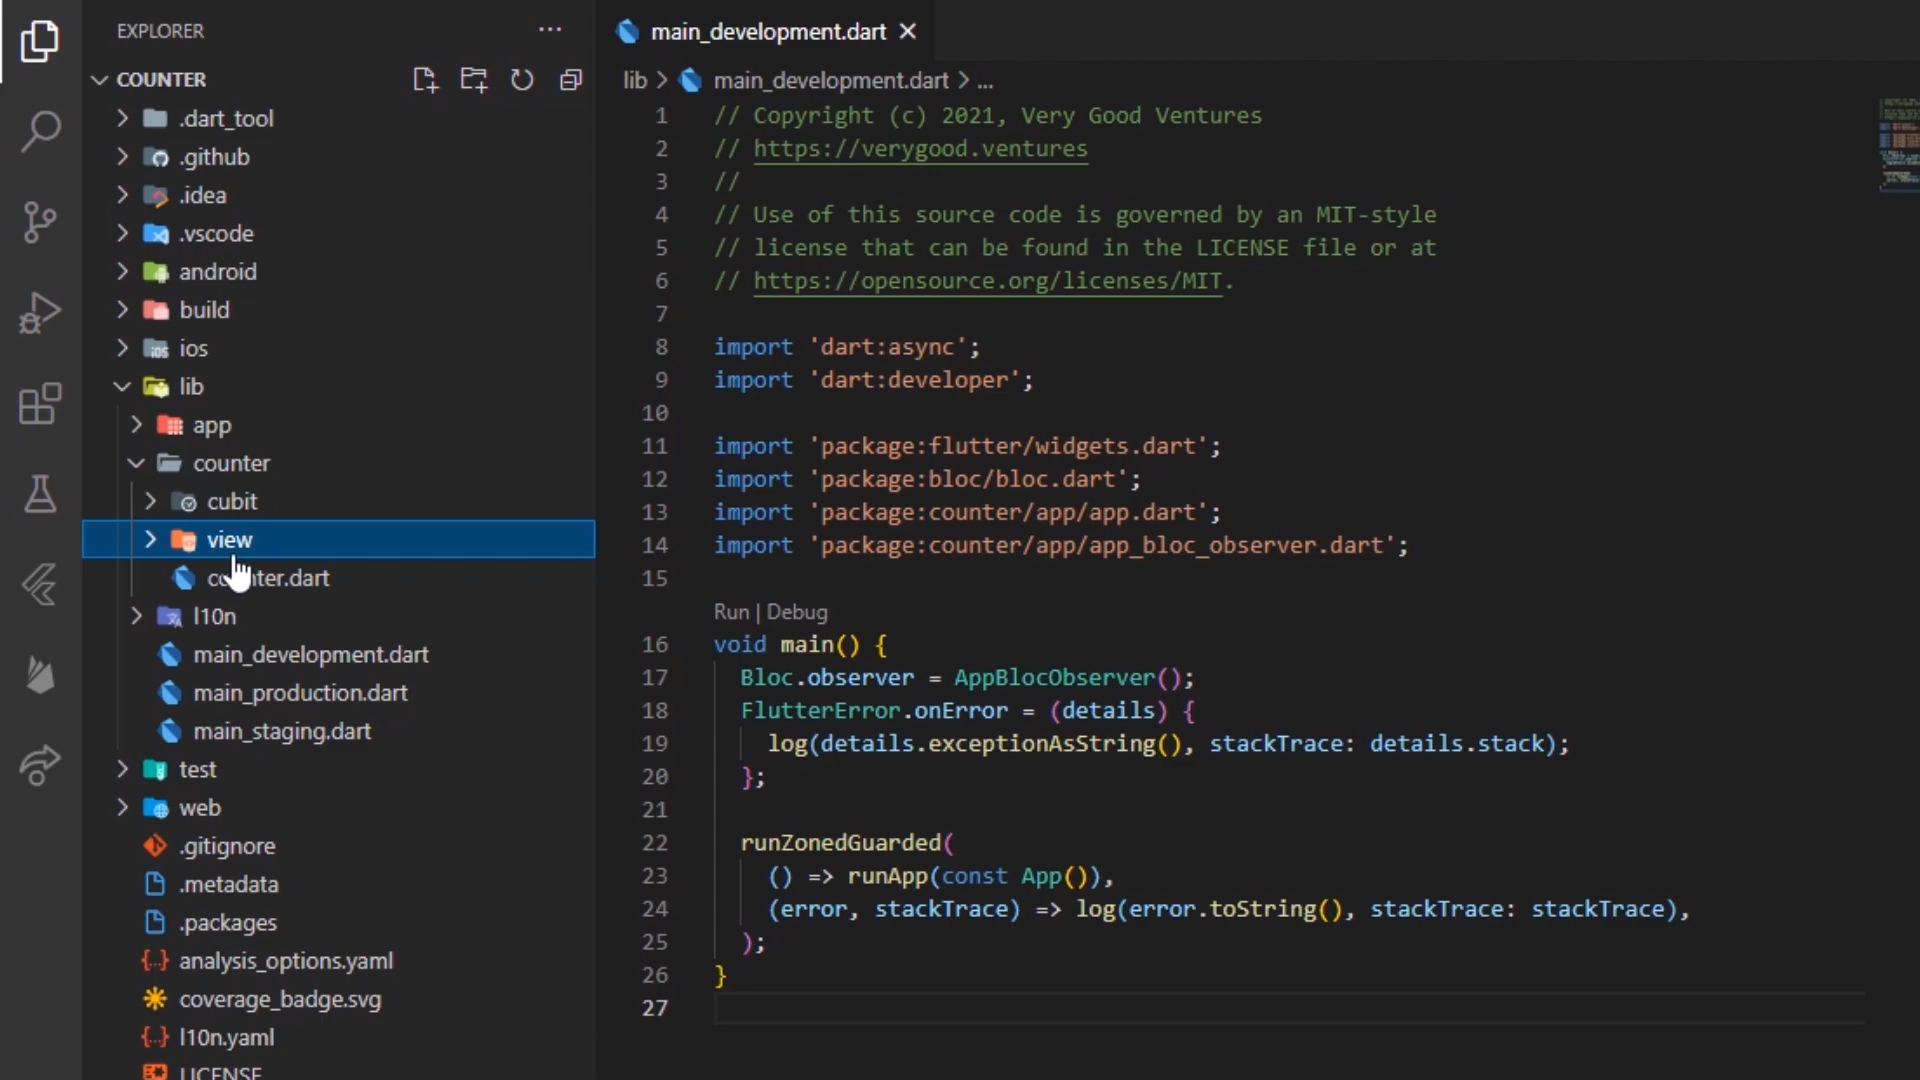 EXPLORER
...
COUNTER
.dart_tool
.github
.idea
.vscode
android
build
ios
lib
app
counter
cubit
view
counter.dart
l10n
main_development.dart
main_production.dart
main_staging.dart
test
web
.gitignore
.metadata
.packages
analysis_options.yaml
coverage_badge.svg
l10n.yaml
LICENSE
main_development.dart
lib > main_development.dart > ...
1 // Copyright (c) 2021, Very Good Ventures
2 // https://verygood.ventures
3 //
4 // Use of this source code is governed by an MIT-style
5 // license that can be found in the LICENSE file or at
6 // https://opensource.org/licenses/MIT.
7
8 import 'dart:async';
9 import 'dart:developer';
10
11 import 'package:flutter/widgets.dart';
12 import 'package:bloc/bloc.dart';
13 import 'package:counter/app/app.dart';
14 import 'package:counter/app/app_bloc_observer.dart';
15
Run | Debug
16 void main() {
17 Bloc.observer = AppBlocObserver();
18 FlutterError.onError = (details) {
19 log(details.exceptionAsString(), stackTrace: details.stack);
20 };
21
22 runZonedGuarded(
23 () => runApp(const App()),
24 (error, stackTrace) => log(error.toString(), stackTrace: stackTrace),
25 );
26 }
27